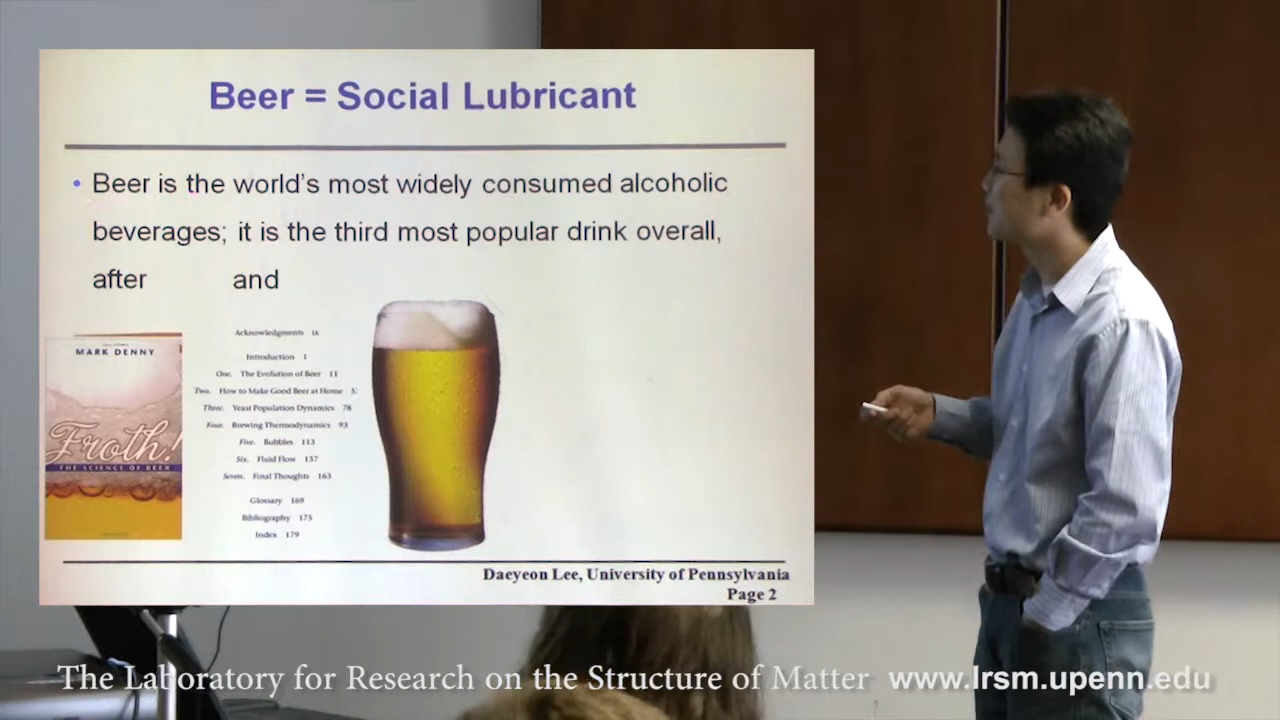 Beer = Social Lubricant
• Beer is the world's most widely consumed alcoholic
beverages; it is the third most popular drink overall,
after and
MARK DENNY
Froth!
THE SCIENCE OF BEER
Acknowledgments ix
Introduction 1
One. The Evolution of Beer 11
Two. How to Make Good Beer at Home 5
Three. Yeast Population Dynamics 78
Four. Brewing Thermodynamics 93
Five. Bubbles 113
Six. Fluid Flow 137
Seven. Final Thoughts 163
Glossary 169
Bibliography 175
Index 179
Daeyeon Lee, University of Pennsylvania
Page 2
The Laboratory for Research on the Structure of Matter www.lrsm.upenn.edu